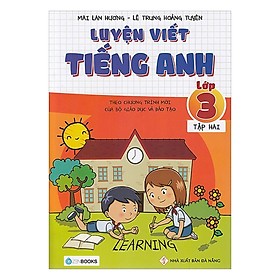 MAI LAN HƯƠNG - LÊ TRUNG HOÀNG TUYẾN
LUYỆN VIẾT
TIẾNG ANH
Lớp
3
THEO CHƯƠNG TRÌNH MỚI
CỦA BỘ GIÁO DỤC VÀ ĐÀO TẠO
TẬP HAI
LEARNING
ZENBOOKS
NHÀ XUẤT BẢN ĐÀ NẴNG